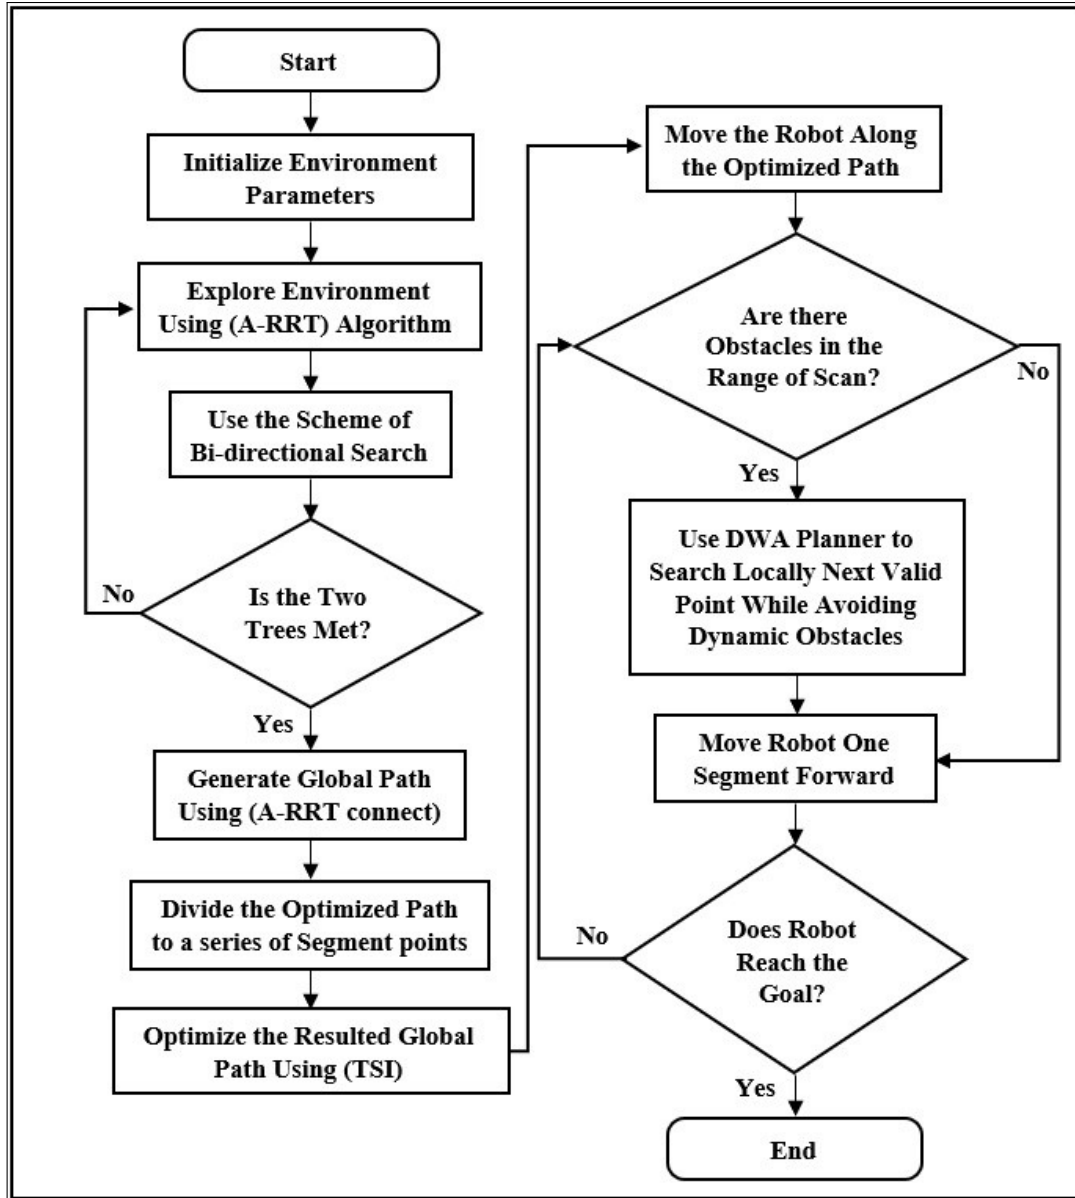 Start
Initialize Environment
Parameters
Explore Environment
Using (A-RRT) Algorithm
Use the Scheme of
Bi-directional Search
Is the Two
Trees Met?
No
Yes
Generate Global Path
Using (A-RRT connect)
Divide the Optimized Path
to a series of Segment points
Optimize the Resulted Global
Path Using (TSI)
Move the Robot Along
the Optimized Path
Are there
Obstacles in the
Range of Scan?
No
Yes
Use DWA Planner to
Search Locally Next Valid
Point While Avoiding
Dynamic Obstacles
Move Robot One
Segment Forward
Does Robot
Reach the
Goal?
No
Yes
End